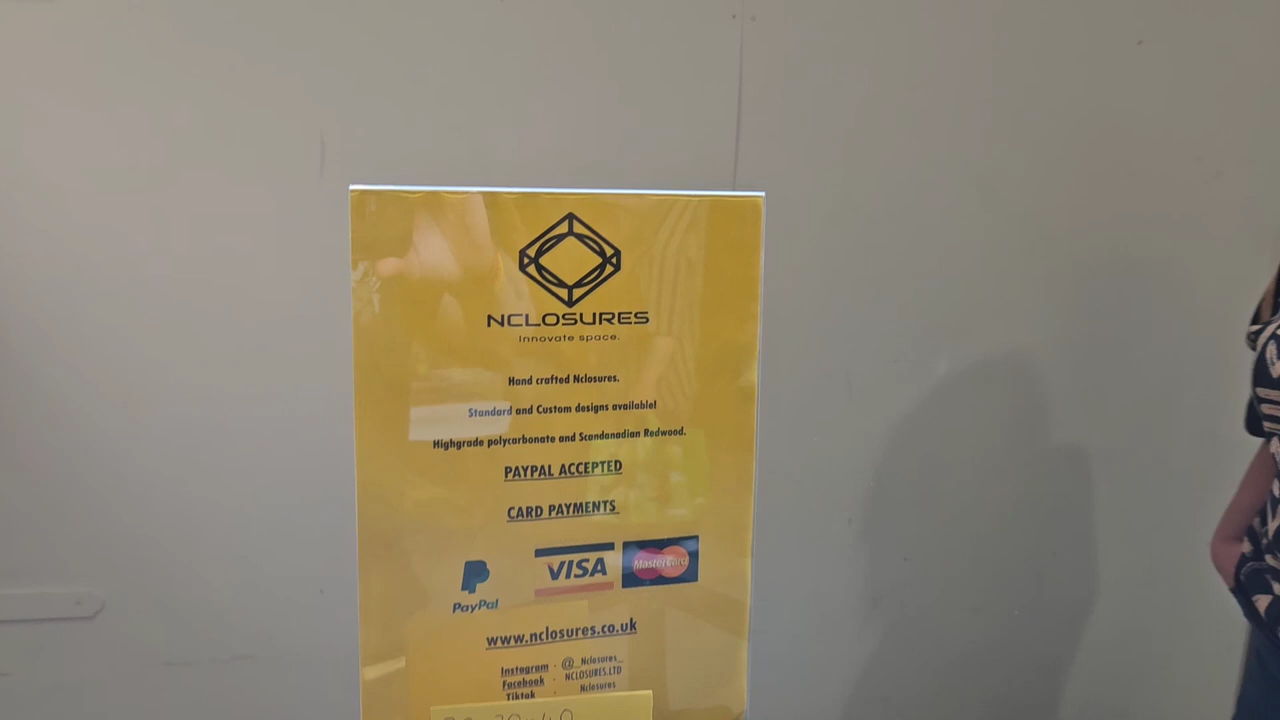 NCLOSURES
Innovate space.
Hand crafted Nclosures.
Standard and Custom designs available!
Highgrade polycarbonate and Scandanadian Redwood.
PAYPAL ACCEPTED
CARD PAYMENTS
PayPal VISA MasterCard
www.nclosures.co.uk
Instagram - @_Nclosures_
Facebook - NCLOSURES.LTD
Tiktok - Nclosures